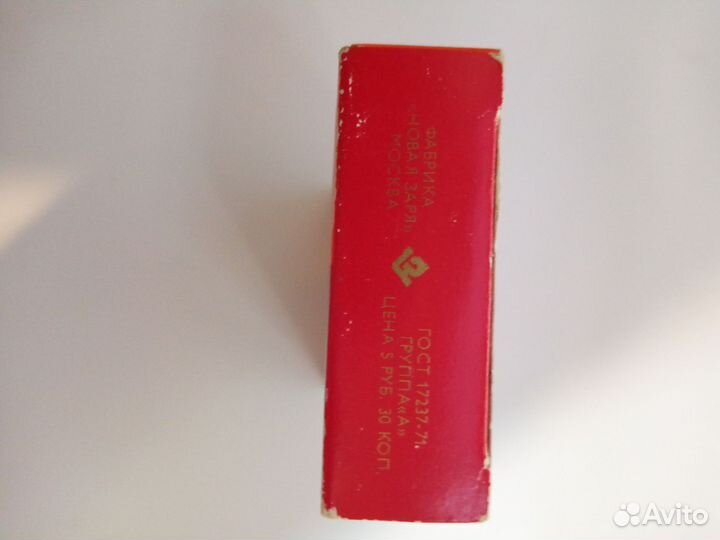 ФАБРИКА
«НОВАЯ ЗАРЯ»
МОСКВА
ГОСТ 17237-71.
ГРУППА «А»
ЦЕНА 5 РУБ. 30 КОП.
Avito